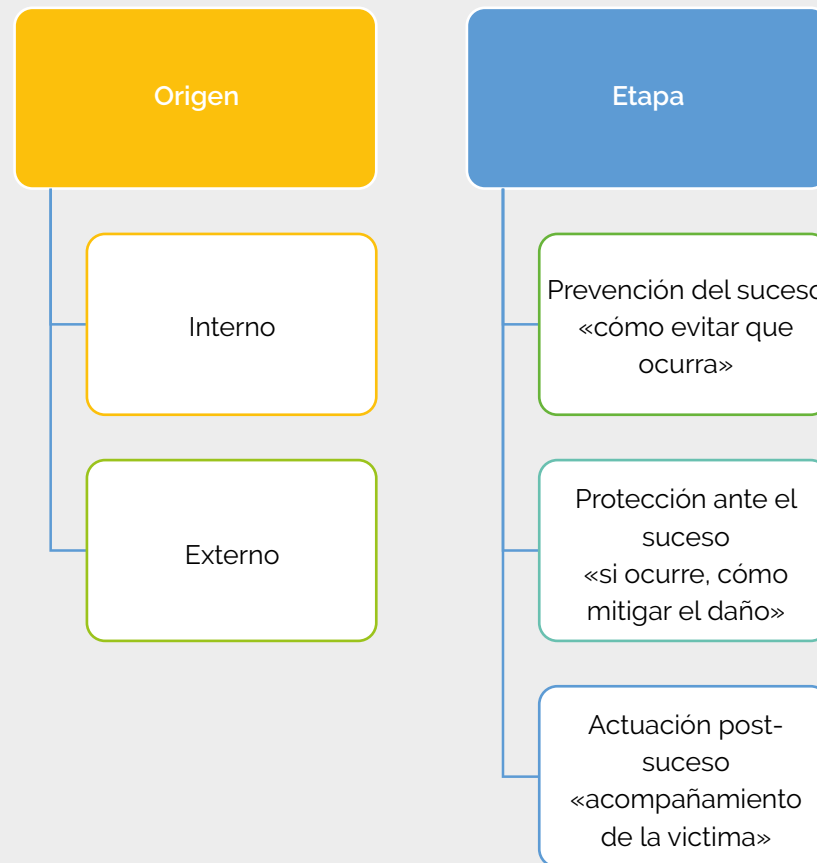 Origen
Interno
Externo
Etapa
Prevención del suceso
«cómo evitar que
ocurra»
Protección ante el
suceso
«si ocurre, cómo
mitigar el daño»
Actuación post-
suceso
«acompañamiento
de la victima»